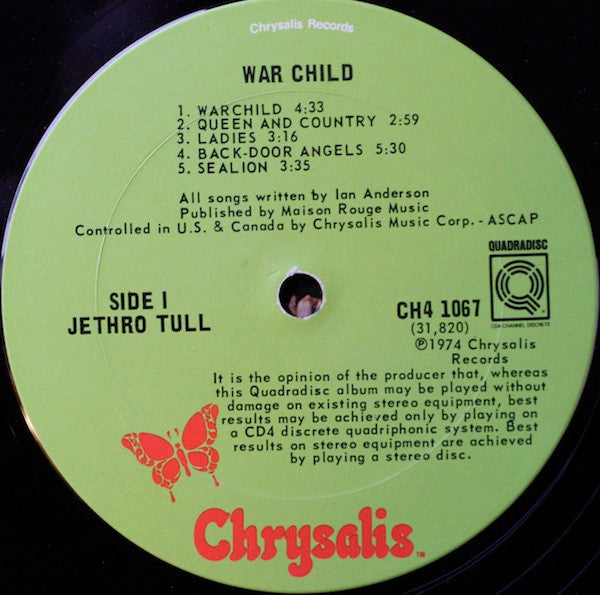 Chrysalis Records
WAR CHILD
1. WARCHILD 4:33
2. QUEEN AND COUNTRY 2:59
3. LADIES 3:16
4. BACK-DOOR ANGELS 5:30
5. SEALION 3:35
All songs written by Ian Anderson
Published by Maison Rouge Music
Controlled in U.S. & Canada by Chrysalis Music Corp. - ASCAP
QUADRADISC
CD4 CHANNEL DISCRETE
SIDE I
JETHRO TULL
CH4 1067
(31,820)
℗1974 Chrysalis
Records
It is the opinion of the producer that, whereas
this Quadradisc album may be played without
damage on existing stereo equipment, best
results may be achieved only by playing on
a CD4 discrete quadriphonic system. Best
results on stereo equipment are achieved
by playing a stereo disc.
Chrysalis™